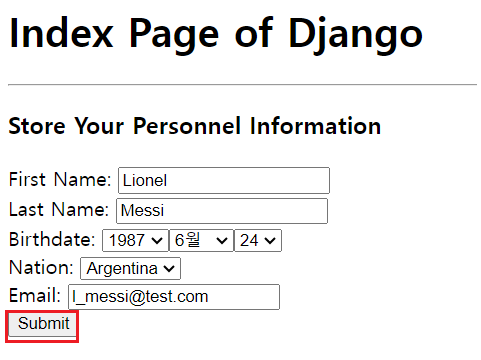 Index Page of Django
Store Your Personnel Information
First Name: Lionel
Last Name: Messi
Birthdate: 1987 6월 24
Nation: Argentina
Email: l_messi@test.com
Submit